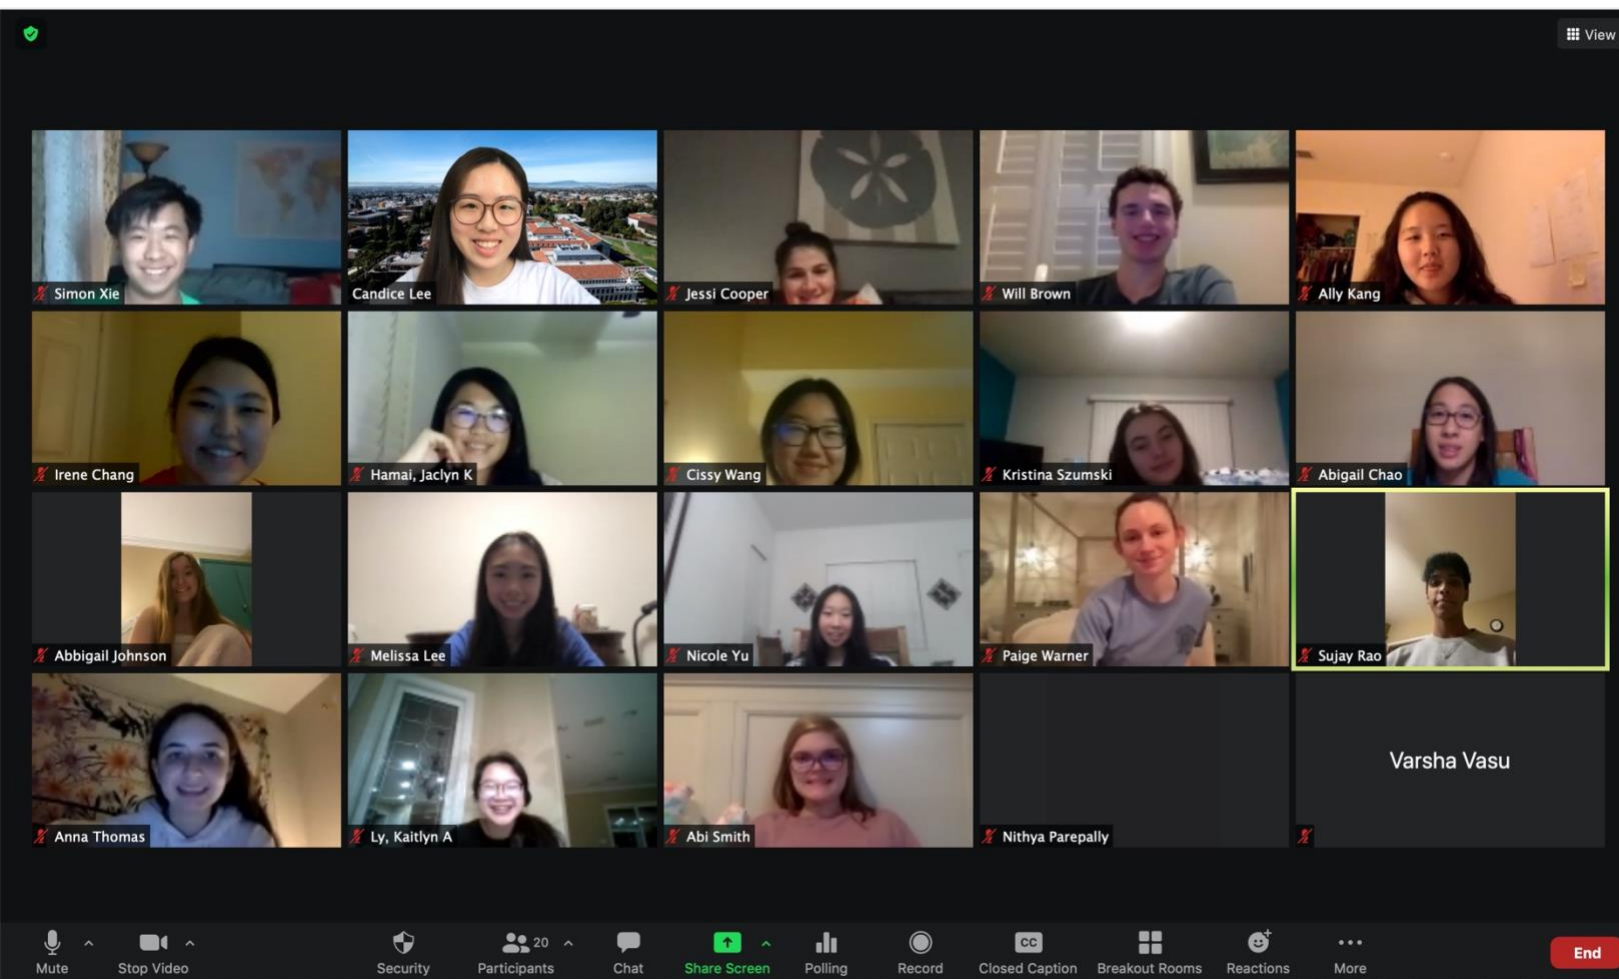 View
Simon Xie
Candice Lee
Jessi Cooper
Will Brown
Ally Kang
Irene Chang
Hamai, Jaclyn K
Cissy Wang
Kristina Szumski
Abigail Chao
Abbigail Johnson
Melissa Lee
Nicole Yu
Paige Warner
Sujay Rao
Anna Thomas
Ly, Kaitlyn A
Abi Smith
Nithya Parepally
Varsha Vasu
20
CC
End
Mute
Stop Video
Security
Participants
Chat
Share Screen
Polling
Record
Closed Caption
Breakout Rooms
Reactions
More